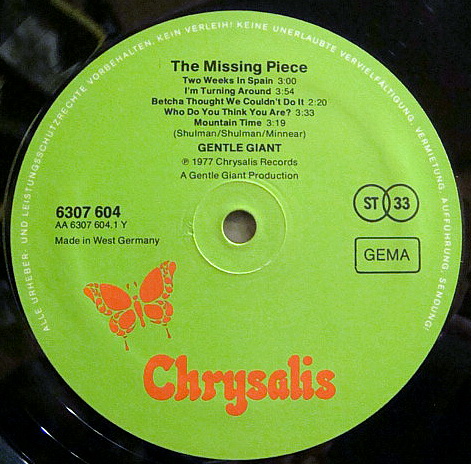 ALLE URHEBER- UND LEISTUNGSSCHUTZRECHTE VORBEHALTEN. KEIN VERLEIH! KEINE UNERLAUBTE VERVIELFÄLTIGUNG, VERMIETUNG, AUFFÜHRUNG, SENDUNG!
The Missing Piece
Two Weeks In Spain 3:00
I'm Turning Around 3:54
Betcha Thought We Couldn't Do It 2:20
Who Do You Think You Are? 3:33
Mountain Time 3:19
(Shulman/Shulman/Minnear)
GENTLE GIANT
℗ 1977 Chrysalis Records
A Gentle Giant Production
6307 604
AA 6307 604.1 Y
Made in West Germany
ST 33
GEMA
Chrysalis